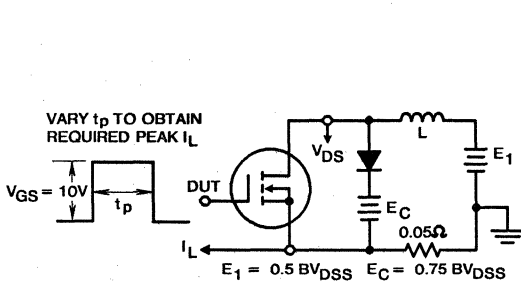 VARY tp TO OBTAIN
REQUIRED PEAK IL
VGS = 10V
tp
DUT
VDS
L
E1
EC
0.05Ω
IL
E1 = 0.5 BVDSS EC = 0.75 BVDSS